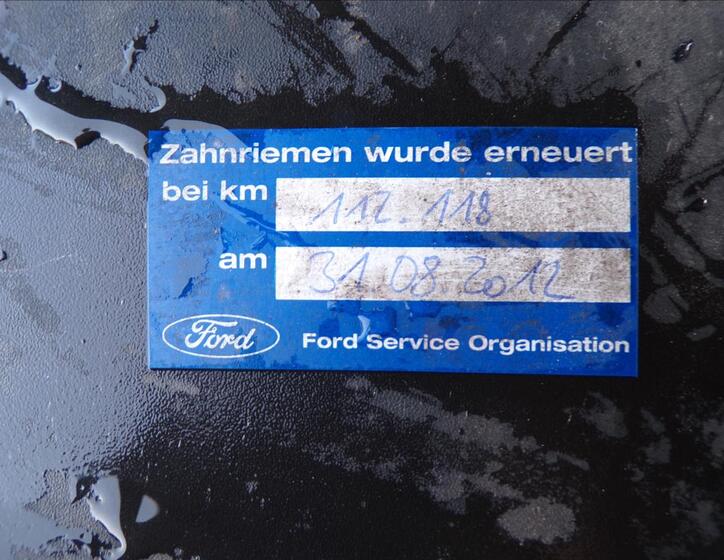 Zahnriemen wurde erneuert
bei km 112.118
am 31.08.2012
Ford Ford Service Organisation